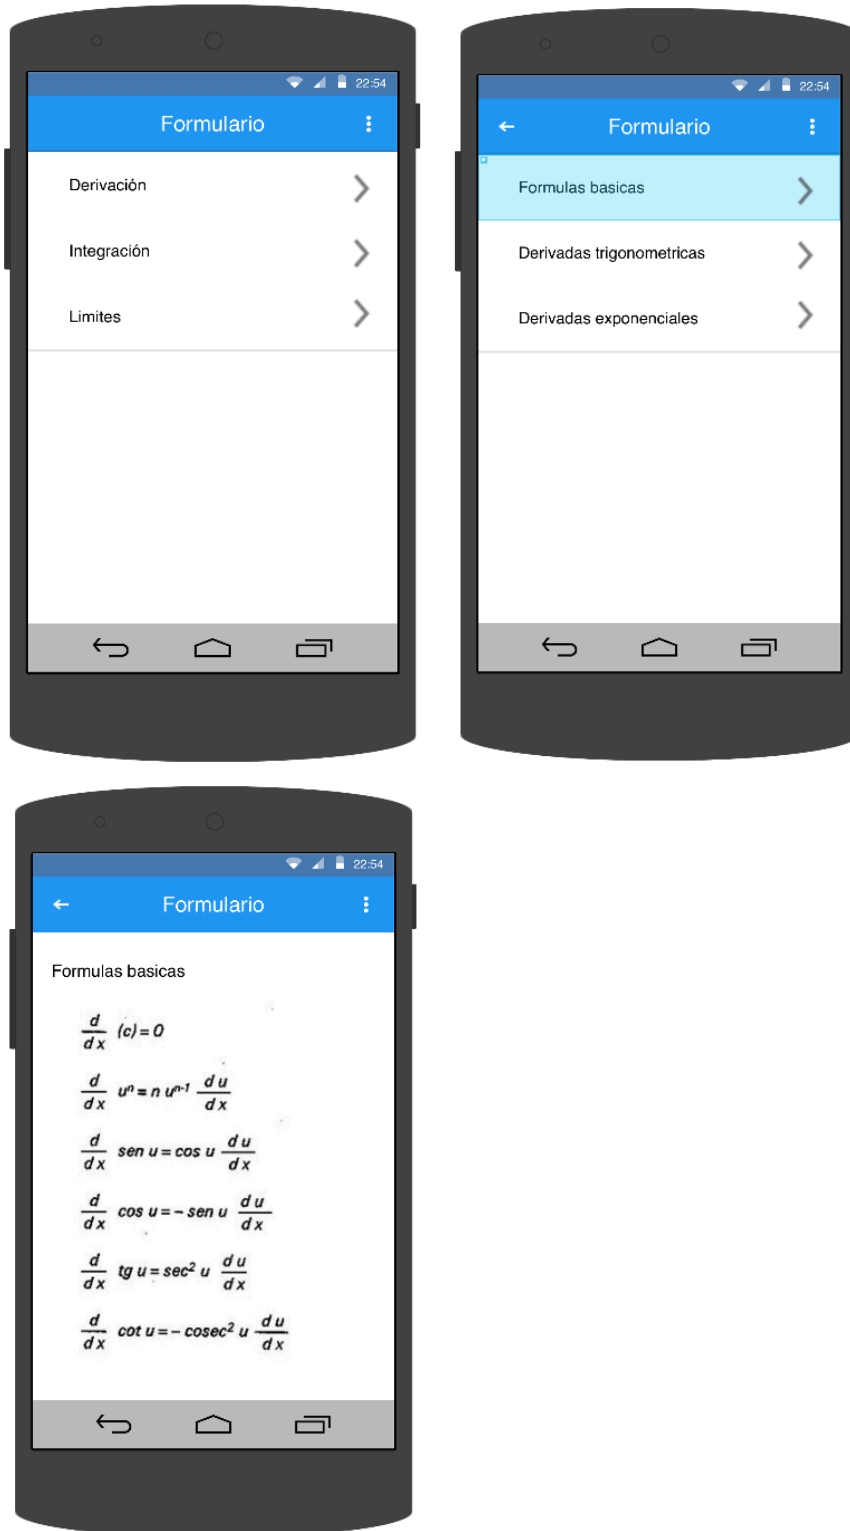 22:54
Formulario
Derivación
Integración
Limites
22:54
Formulario
Formulas basicas
Derivadas trigonometricas
Derivadas exponenciales
22:54
Formulario
Formulas basicas
d/dx (c) = 0
d/dx uⁿ = n uⁿ⁻¹ du/dx
d/dx sen u = cos u du/dx
d/dx cos u = – sen u du/dx
d/dx tg u = sec² u du/dx
d/dx cot u = – cosec² u du/dx